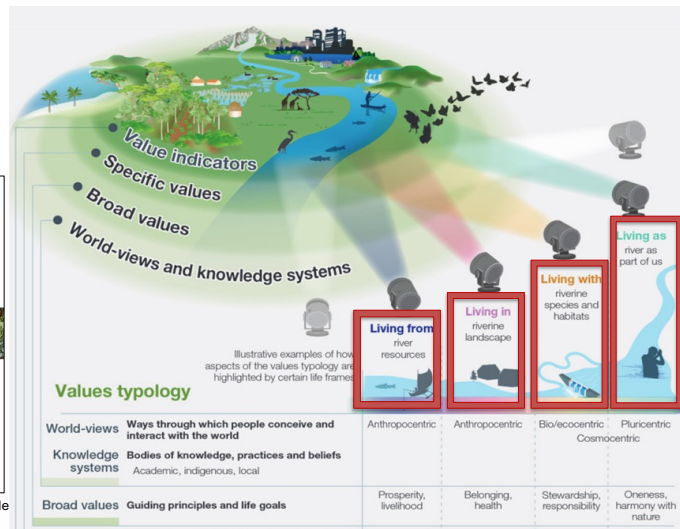 Value indicators
Specific values
Broad values
World-views and knowledge systems
Living as
river as
part of us
Living with
riverine
species and
habitats
Living in
riverine
landscape
Living from
river
resources
Illustrative examples of how
aspects of the values typology are
highlighted by certain life frames
Values typology
World-views Ways through which people conceive and Anthropocentric Anthropocentric Bio/ecocentric Pluricentric
interact with the world Cosmocentric
Knowledge Bodies of knowledge, practices and beliefs
systems Academic, indigenous, local
Broad values Guiding principles and life goals Prosperity, Belonging, Stewardship, Oneness,
livelihood health responsibility harmony with
nature